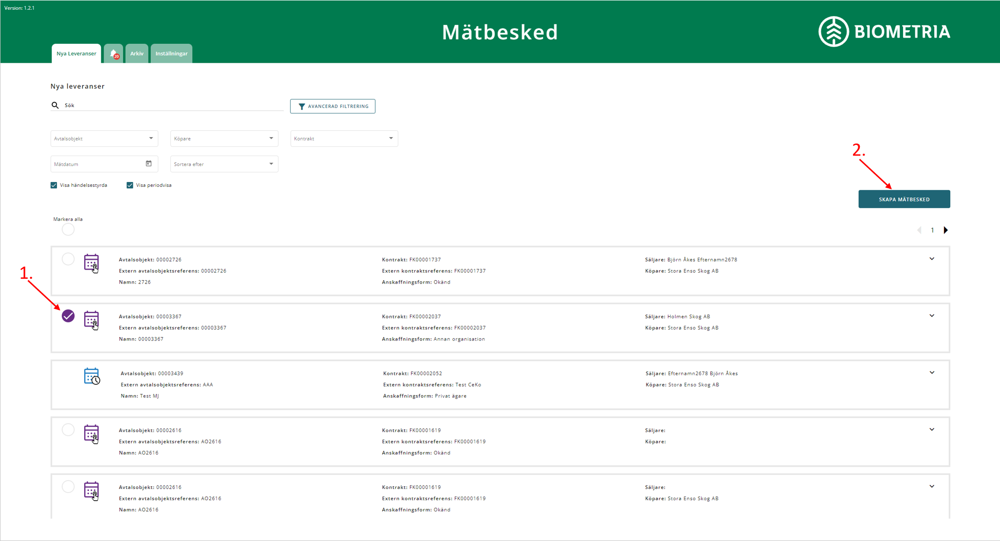 Version: 1.2.1
Mätbesked
BIOMETRIA
Nya Leveranser
20
Arkiv
Inställningar
Nya leveranser
Sök
AVANCERAD FILTRERING
Avtalsobjekt
Köpare
Kontrakt
Mätdatum
Sortera efter
2.
Visa händelsestyrda
Visa periodvisa
SKAPA MÄTBESKED
Markera alla
1
Avtalsobjekt: 00002726
Extern avtalsobjektsreferens: 00002726
Namn: 2726
Kontrakt: FK00001737
Extern kontraktsreferens: FK00001737
Anskaffningsform: Okänd
Säljare: Björn Åkes Efternamn2678
Köpare: Stora Enso Skog AB
1.
Avtalsobjekt: 00003367
Extern avtalsobjektsreferens: 00003367
Namn: 00003367
Kontrakt: FK00002037
Extern kontraktsreferens: FK00002037
Anskaffningsform: Annan organisation
Säljare: Holmen Skog AB
Köpare: Stora Enso Skog AB
Avtalsobjekt: 00003439
Extern avtalsobjektsreferens: AAA
Namn: Test MJ
Kontrakt: FK00002052
Extern kontraktsreferens: Test CeKo
Anskaffningsform: Privat ägare
Säljare: Efternamn2678 Björn Åkes
Köpare: Stora Enso Skog AB
Avtalsobjekt: 00002616
Extern avtalsobjektsreferens: AO2616
Namn: AO2616
Kontrakt: FK00001619
Extern kontraktsreferens: FK00001619
Anskaffningsform: Okänd
Säljare:
Köpare:
Avtalsobjekt: 00002616
Extern avtalsobjektsreferens: AO2616
Namn: AO2616
Kontrakt: FK00001619
Extern kontraktsreferens: FK00001619
Anskaffningsform: Okänd
Säljare:
Köpare: Stora Enso Skog AB